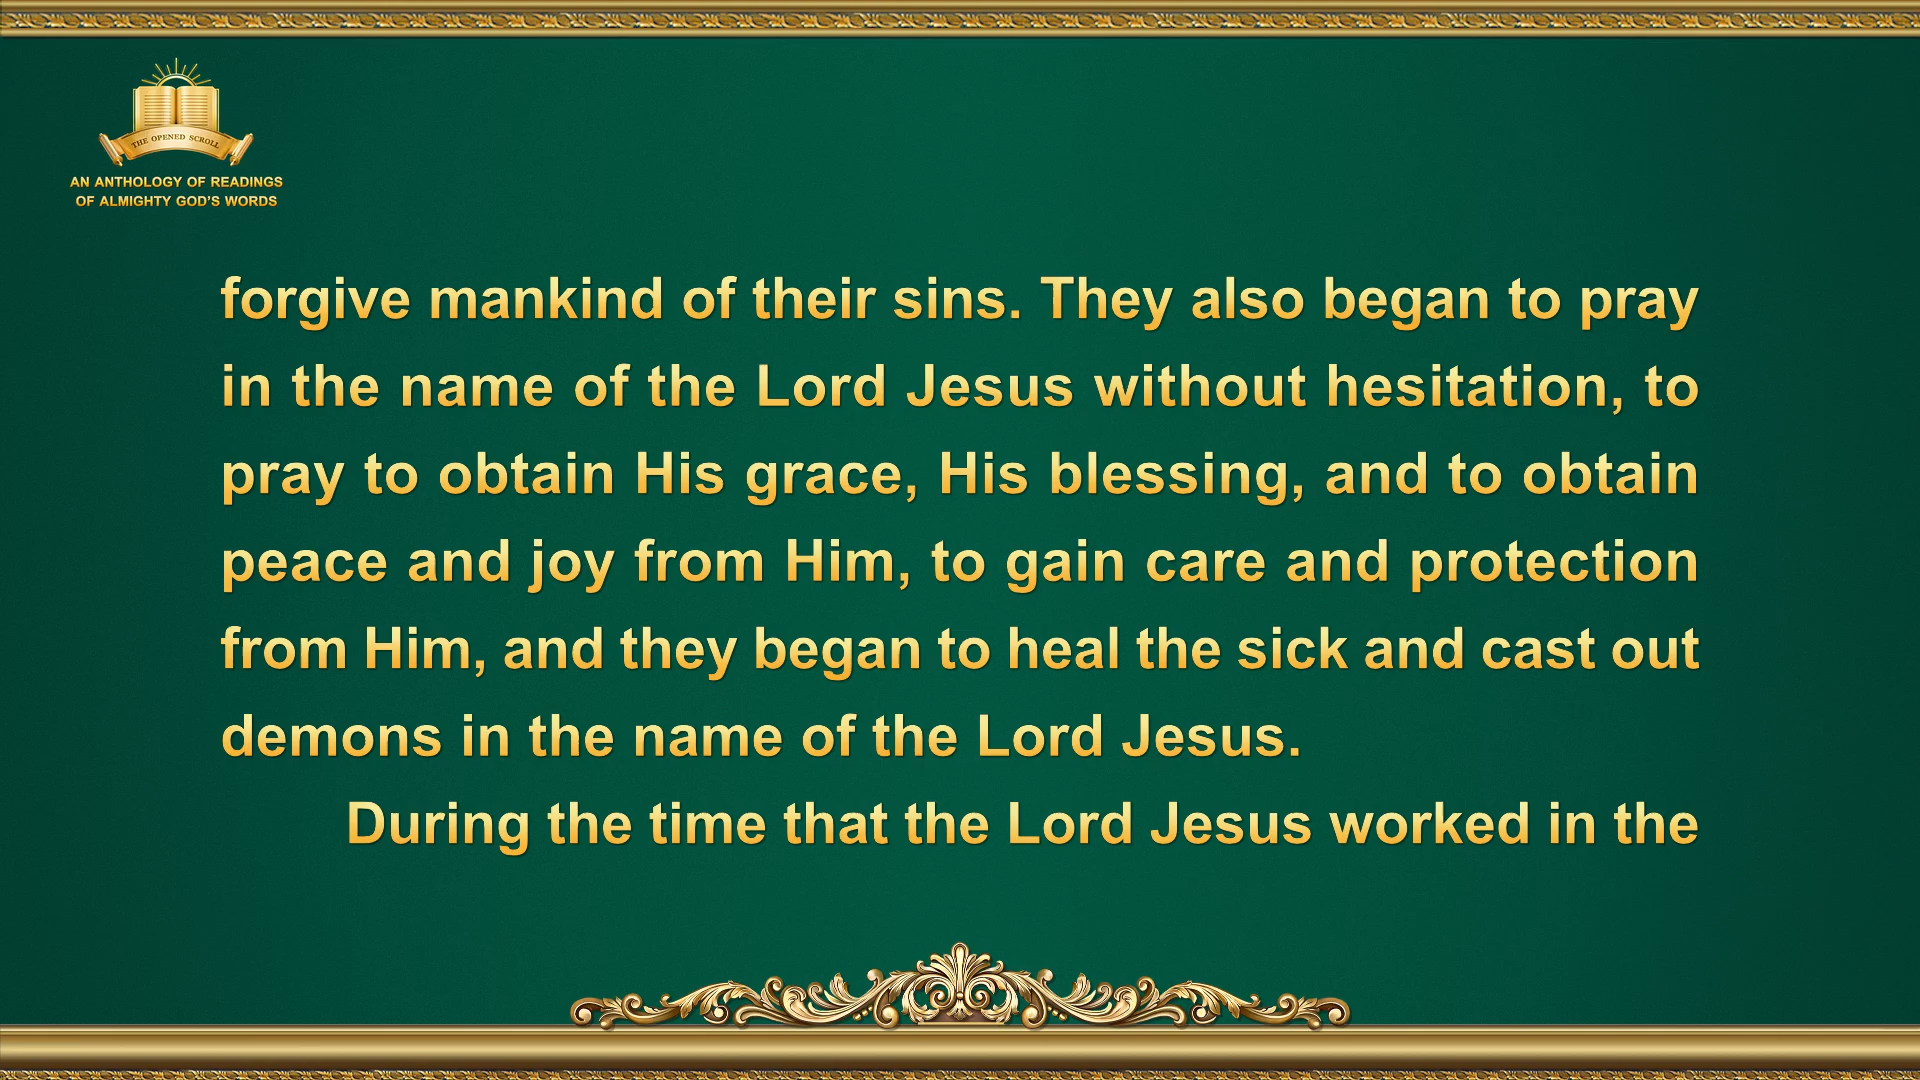 THE OPENED SCROLL
AN ANTHOLOGY OF READINGS
OF ALMIGHTY GOD'S WORDS
forgive mankind of their sins. They also began to pray
in the name of the Lord Jesus without hesitation, to
pray to obtain His grace, His blessing, and to obtain
peace and joy from Him, to gain care and protection
from Him, and they began to heal the sick and cast out
demons in the name of the Lord Jesus.
During the time that the Lord Jesus worked in the